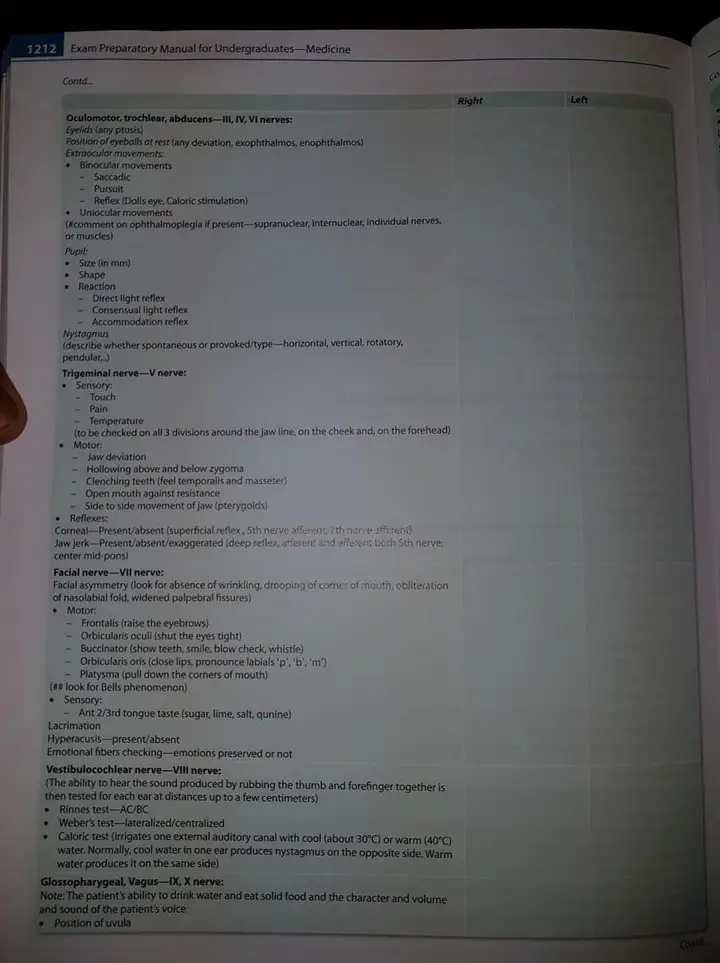 1212 Exam Preparatory Manual for Undergraduates—Medicine
Contd...
Right Left
Oculomotor, trochlear, abducens—III, IV, VI nerves:
Eyelids (any ptosis)
Position of eyeballs at rest (any deviation, exophthalmos, enophthalmos)
Extraocular movements:
• Binocular movements
– Saccadic
– Pursuit
– Reflex (Dolls eye, Caloric stimulation)
• Uniocular movements
(#comment on ophthalmoplegia if present—supranuclear, internuclear, individual nerves,
or muscles)
Pupil:
• Size (in mm)
• Shape
• Reaction
– Direct light reflex
– Consensual light reflex
– Accommodation reflex
Nystagmus
(describe whether spontaneous or provoked/type—horizontal, vertical, rotatory,
pendular,..)
Trigeminal nerve—V nerve:
• Sensory:
– Touch
– Pain
– Temperature
(to be checked on all 3 divisions around the jaw line, on the cheek and, on the forehead)
• Motor:
– Jaw deviation
– Hollowing above and below zygoma
– Clenching teeth (feel temporalis and masseter)
– Open mouth against resistance
– Side to side movement of jaw (pterygoids)
• Reflexes:
Corneal—Present/absent (superficial reflex , 5th nerve afferent, 7th nerve efferent)
Jaw jerk—Present/absent/exaggerated (deep reflex, afferent and efferent both 5th nerve,
center mid-pons)
Facial nerve—VII nerve:
Facial asymmetry (look for absence of wrinkling, drooping of corner of mouth, obliteration
of nasolabial fold, widened palpebral fissures)
• Motor:
– Frontalis (raise the eyebrows)
– Orbicularis oculi (shut the eyes tight)
– Buccinator (show teeth, smile, blow check, whistle)
– Orbicularis oris (close lips, pronounce labials 'p', 'b', 'm')
– Platysma (pull down the corners of mouth)
(## look for Bells phenomenon)
• Sensory:
– Ant 2/3rd tongue taste (sugar, lime, salt, qunine)
Lacrimation
Hyperacusis—present/absent
Emotional fibers checking—emotions preserved or not
Vestibulocochlear nerve—VIII nerve:
(The ability to hear the sound produced by rubbing the thumb and forefinger together is
then tested for each ear at distances up to a few centimeters)
• Rinnes test—AC/BC
• Weber's test—lateralized/centralized
• Caloric test (irrigates one external auditory canal with cool (about 30°C) or warm (40°C)
water. Normally, cool water in one ear produces nystagmus on the opposite side. Warm
water produces it on the same side)
Glossopharygeal, Vagus—IX, X nerve:
Note: The patient's ability to drink water and eat solid food and the character and volume
and sound of the patient's voice
• Position of uvula
Contd...